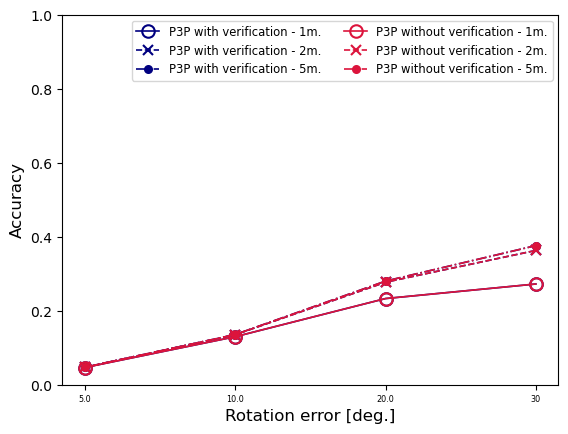 1.0
P3P with verification - 1m.
P3P with verification - 2m.
P3P with verification - 5m.
P3P without verification - 1m.
P3P without verification - 2m.
P3P without verification - 5m.
0.8
0.6
0.4
0.2
0.0
Accuracy
5.0 10.0 20.0 30
Rotation error [deg.]